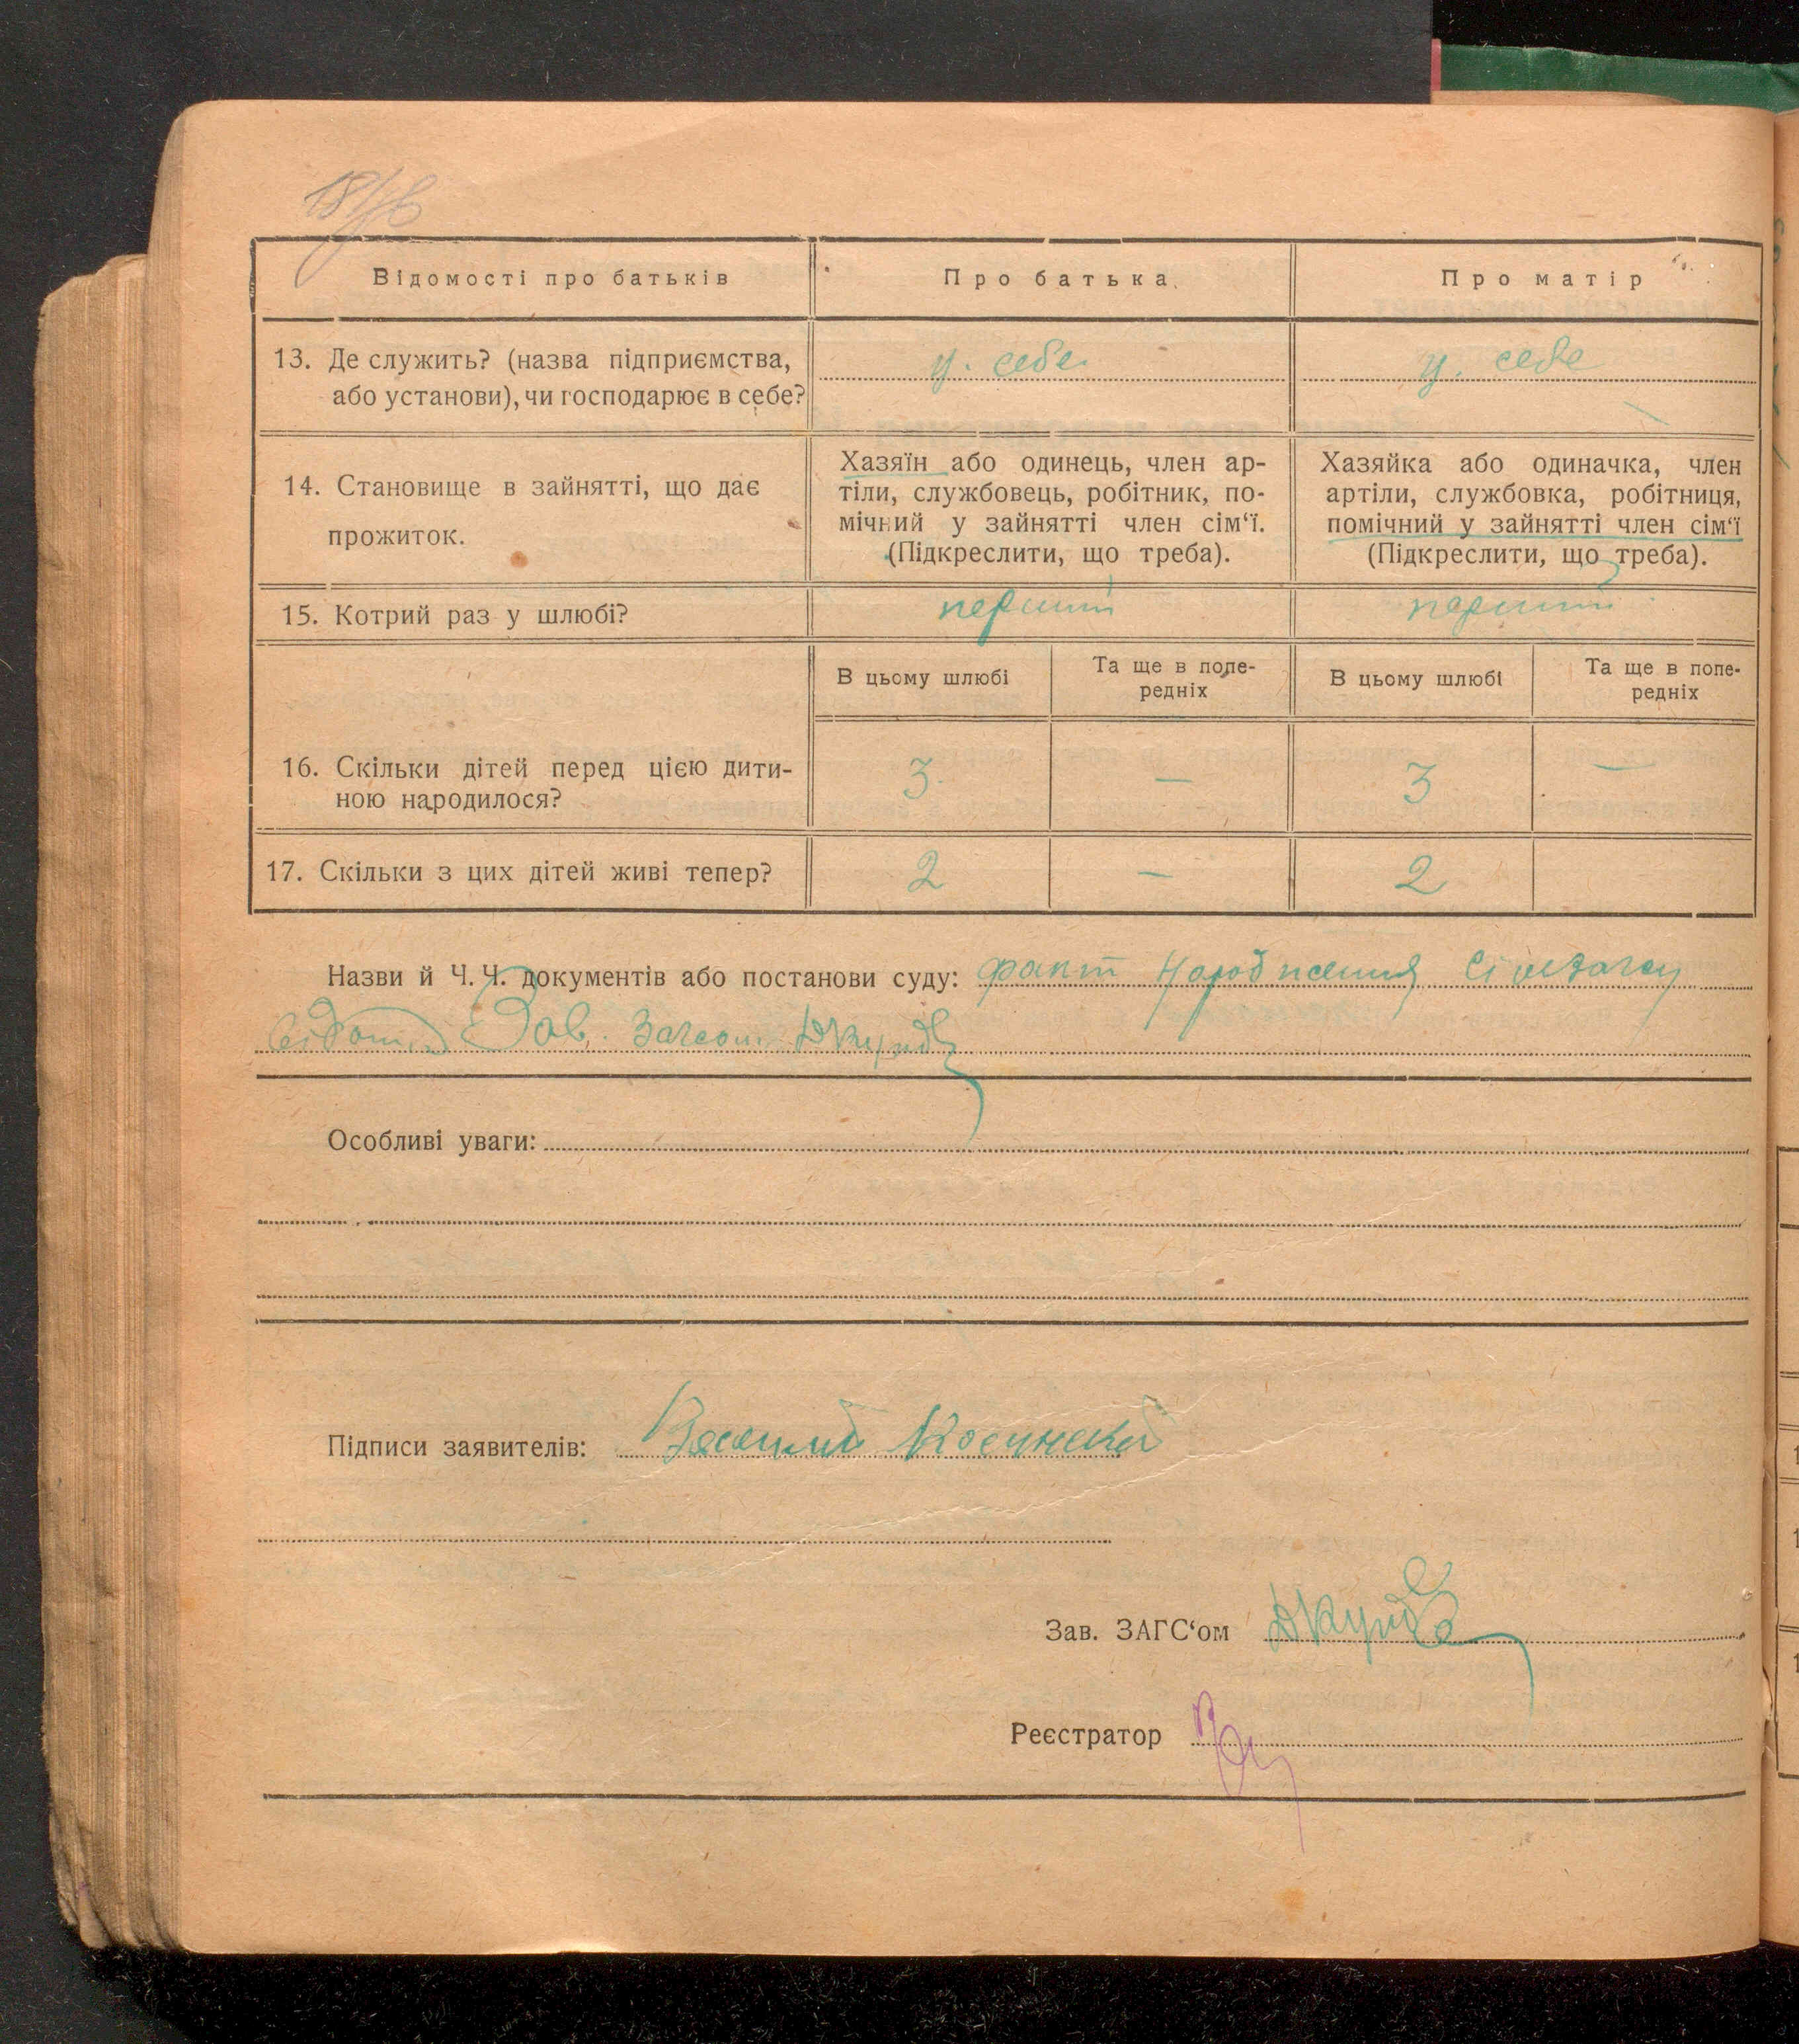 Відомості про батьків
Про батька
Про матір
13. Де служить? (назва підприємства,
або установи), чи господарює в себе?
у. себе
у. себе
14. Становище в зайнятті, що дає
прожиток.
Хазяїн або одинець, член ар-
тіли, службовець, робітник, по-
мічний у зайнятті член сім‘ї.
(Підкреслити, що треба).
Хазяйка або одиначка, член
артіли, службовка, робітниця,
помічний у зайнятті член сім‘ї
(Підкреслити, що треба).
15. Котрий раз у шлюбі?
перший
перший
В цьому шлюбі
Та ще в попе-
редніх
В цьому шлюбі
Та ще в попе-
редніх
16. Скільки дітей перед цією дити-
ною народилося?
3
—
3
—
17. Скільки з цих дітей живі тепер?
2
—
2
Назви й Ч. Ч. документів або постанови суду: факт народження сільзагсу
Зав. Загсом
Особливі уваги:
Підписи заявителів:
Зав. ЗАГС‘ом
Реєстратор